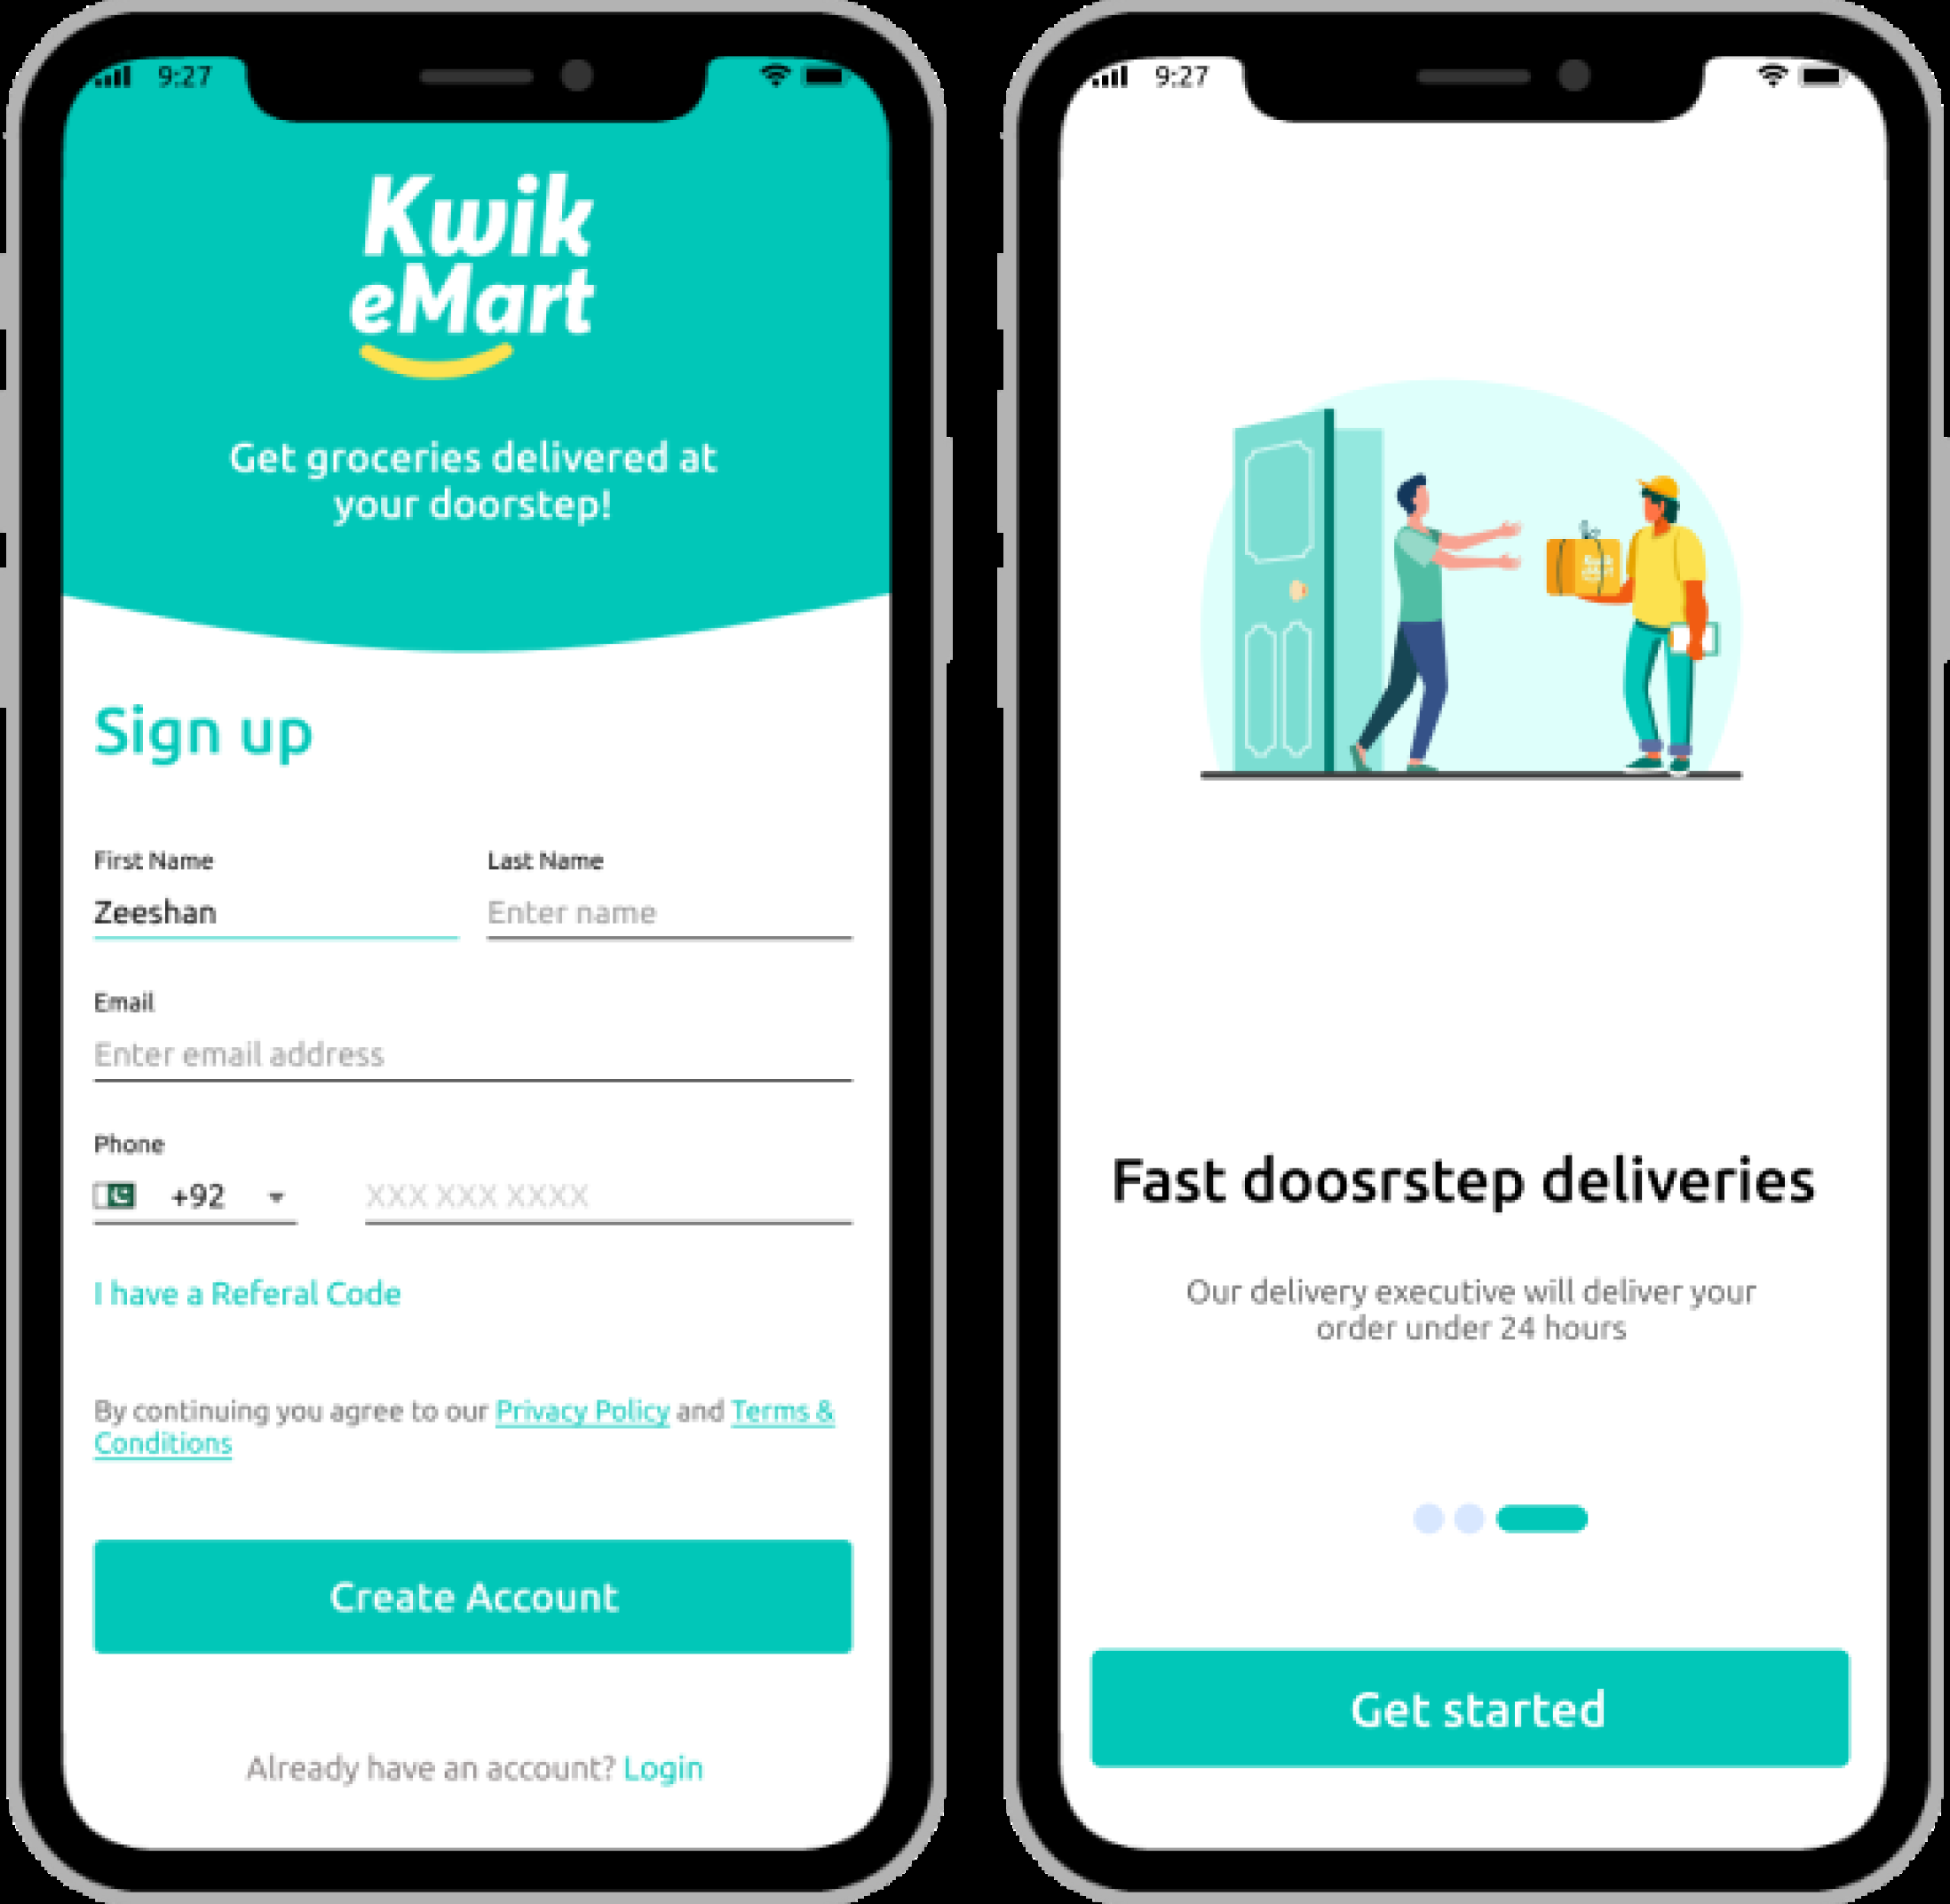 9:27
Kwik
eMart
Get groceries delivered at
your doorstep!
Sign up
First Name
Last Name
Zeeshan
Enter name
Email
Enter email address
Phone
+92
XXX XXX XXXX
I have a Referal Code
By continuing you agree to our Privacy Policy and Terms &
Conditions
Create Account
Already have an account? Login
9:27
Fast doosrstep deliveries
Our delivery executive will deliver your
order under 24 hours
Get started